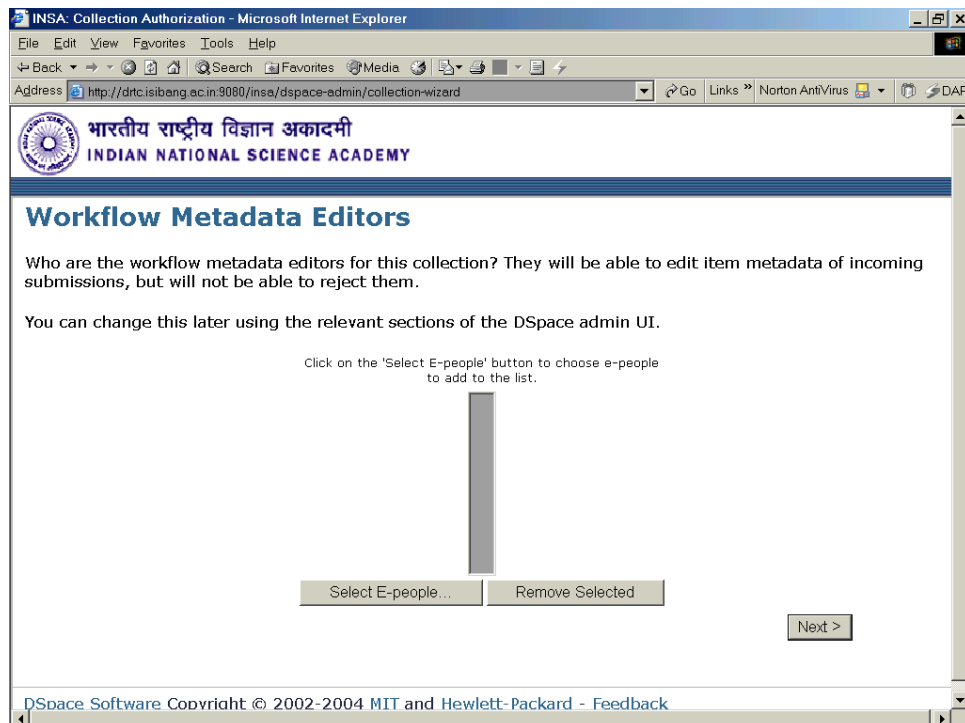 INSA: Collection Authorization - Microsoft Internet Explorer
File Edit View Favorites Tools Help
Back Search Favorites Media
Address http://drtc.isibang.ac.in:9080/insa/dspace-admin/collection-wizard Go Links » Norton AntiVirus DAP
भारतीय राष्ट्रीय विज्ञान अकादमी
INDIAN NATIONAL SCIENCE ACADEMY
Workflow Metadata Editors
Who are the workflow metadata editors for this collection? They will be able to edit item metadata of incoming
submissions, but will not be able to reject them.
You can change this later using the relevant sections of the DSpace admin UI.
Click on the 'Select E-people' button to choose e-people
to add to the list.
Select E-people... Remove Selected
Next >
DSpace Software Copyright © 2002-2004 MIT and Hewlett-Packard - Feedback